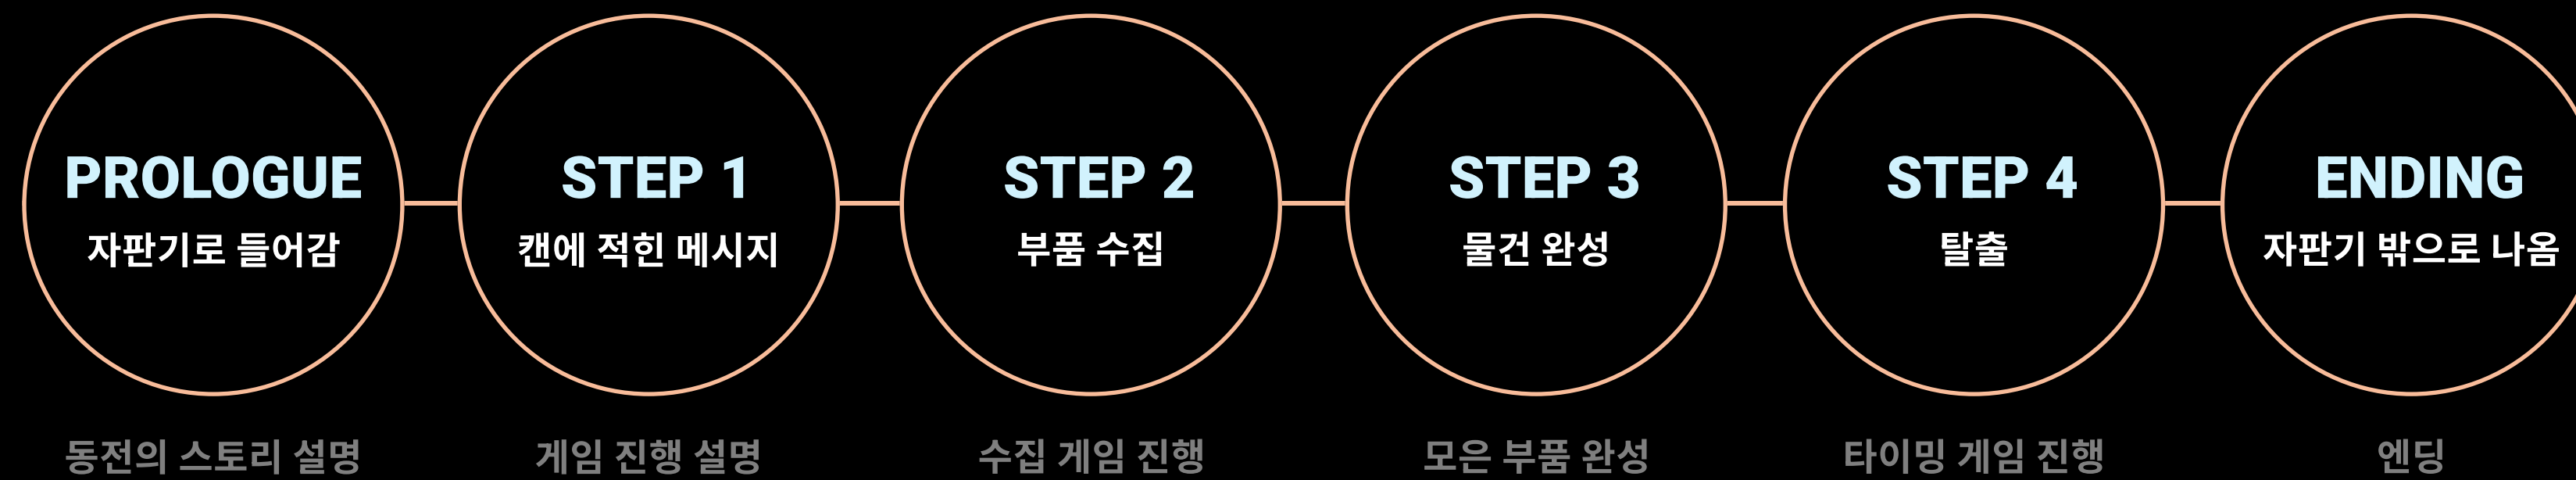 PROLOGUE
자판기로 들어감
동전의 스토리 설명
STEP 1
캔에 적힌 메시지
게임 진행 설명
STEP 2
부품 수집
수집 게임 진행
STEP 3
물건 완성
모은 부품 완성
STEP 4
탈출
타이밍 게임 진행
ENDING
자판기 밖으로 나옴
엔딩